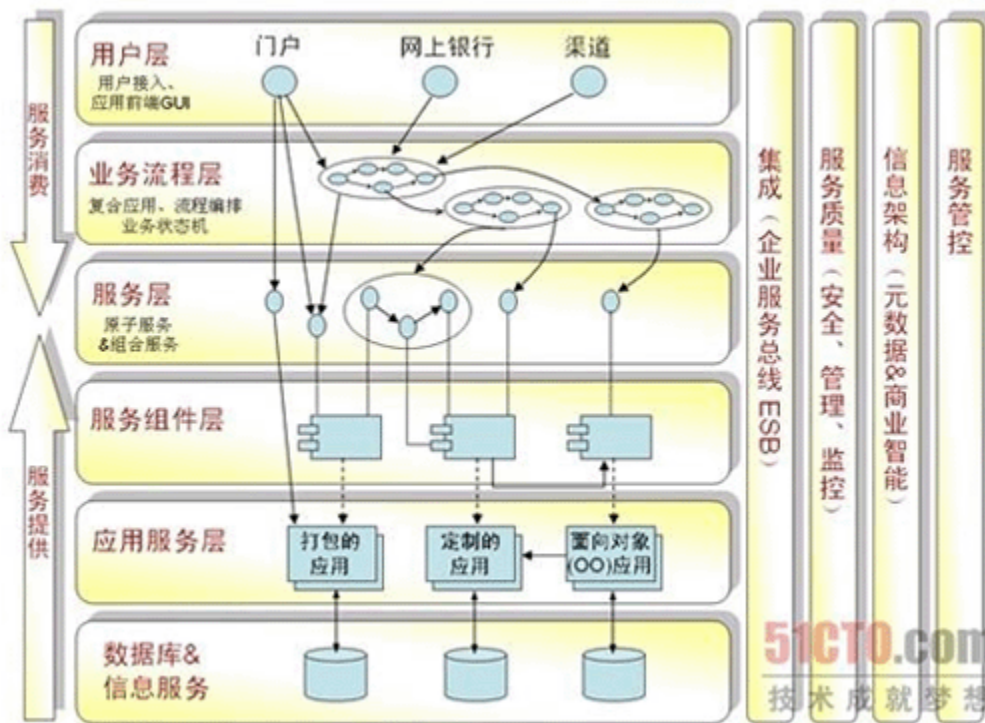 服务消费
服务提供
用户层
用户接入、
应用前端GUI
门户
网上银行
渠道
业务流程层
复合应用、流程编排
业务状态机
服务层
原子服务
&组合服务
服务组件层
应用服务层
打包的
应用
定制的
应用
面向对象
(OO)应用
数据库&
信息服务
集成（企业服务总线 ESB）
服务质量（安全、管理、监控）
信息架构（元数据&商业智能）
服务管控
51CTO.com
技术成就梦想